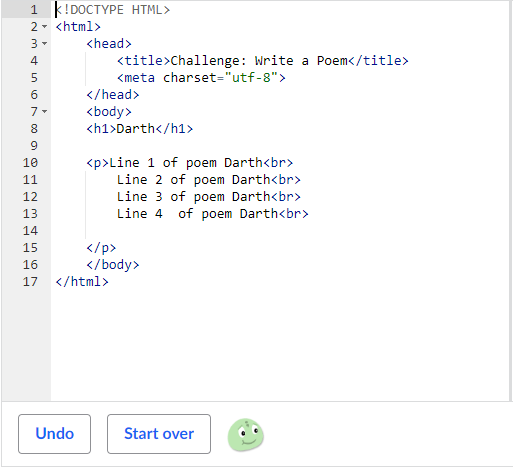 1 <!DOCTYPE HTML>
2 <html>
3     <head>
4         <title>Challenge: Write a Poem</title>
5         <meta charset="utf-8">
6     </head>
7     <body>
8     <h1>Darth</h1>
9
10     <p>Line 1 of poem Darth<br>
11         Line 2 of poem Darth<br>
12         Line 3 of poem Darth<br>
13         Line 4  of poem Darth<br>
14
15     </p>
16     </body>
17 </html>
Undo Start over